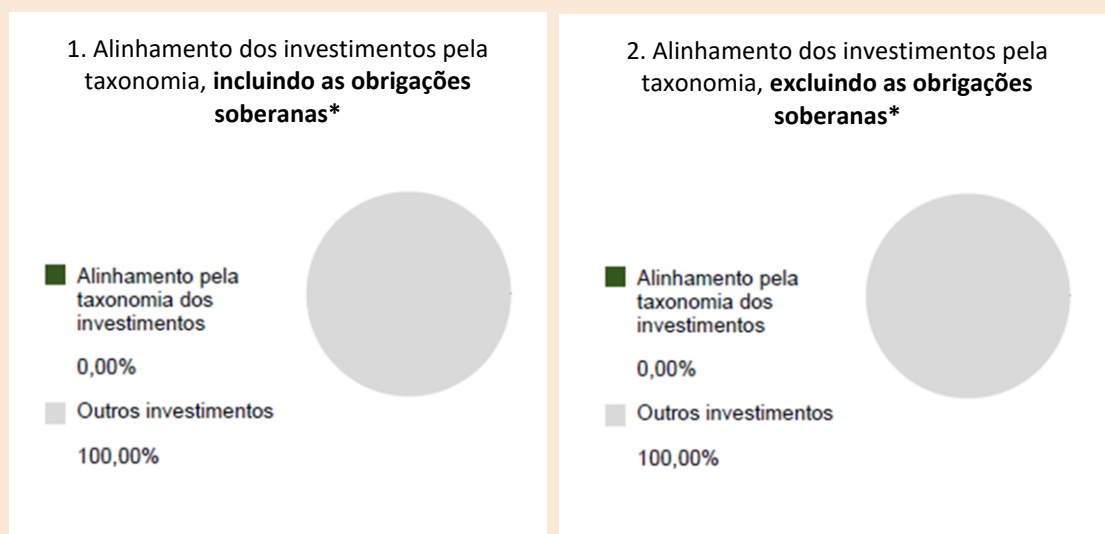 1. Alinhamento dos investimentos pela
taxonomia, incluindo as obrigações
soberanas*
Alinhamento pela
taxonomia dos
investimentos
0,00%
Outros investimentos
100,00%
2. Alinhamento dos investimentos pela
taxonomia, excluindo as obrigações
soberanas*
Alinhamento pela
taxonomia dos
investimentos
0,00%
Outros investimentos
100,00%